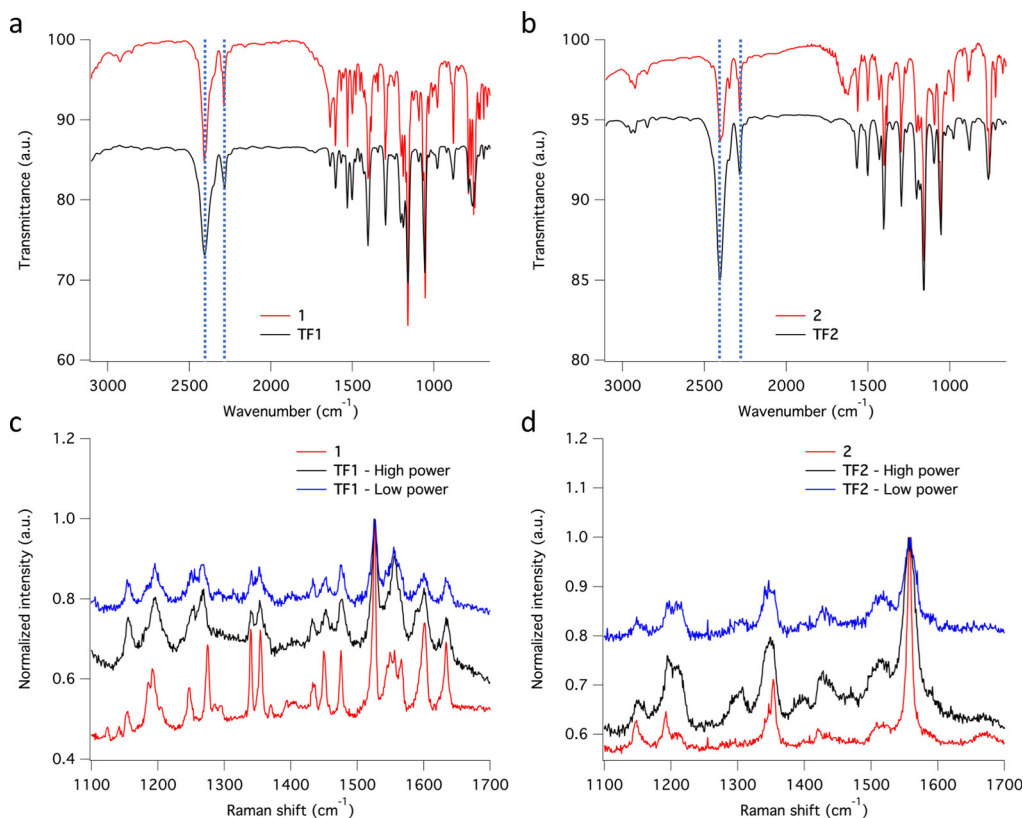 a
100
90
80
70
60
Transmittance (a.u.)
1
TF1
3000 2500 2000 1500 1000
Wavenumber (cm⁻¹)
b
100
95
90
85
80
Transmittance (a.u.)
2
TF2
3000 2500 2000 1500 1000
Wavenumber (cm⁻¹)
c
1.2
1.0
0.8
0.6
0.4
Normalized intensity (a.u.)
1
TF1 - High power
TF1 - Low power
1100 1200 1300 1400 1500 1600 1700
Raman shift (cm⁻¹)
d
1.2
1.1
1.0
0.9
0.8
0.7
0.6
Normalized intensity (a.u.)
2
TF2 - High power
TF2 - Low power
1100 1200 1300 1400 1500 1600 1700
Raman shift (cm⁻¹)